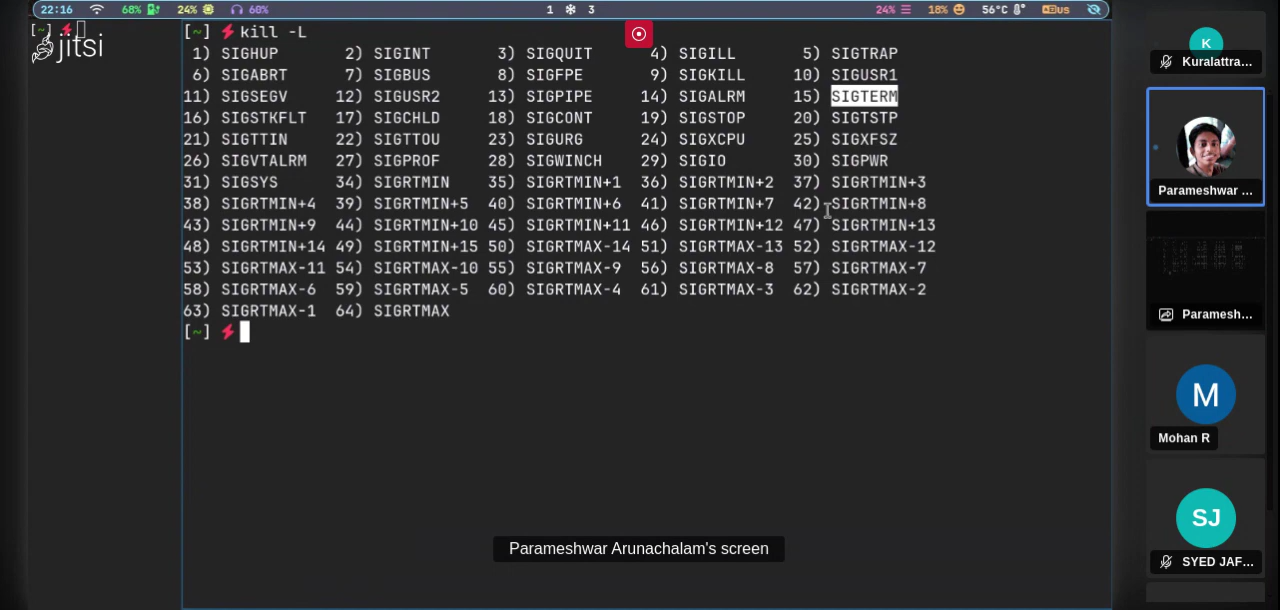 22:16 68% 24% 60% 1 3 24% 18% 56°C us
[~] kill -L
[~]
jitsi
1) SIGHUP 2) SIGINT 3) SIGQUIT 4) SIGILL 5) SIGTRAP
6) SIGABRT 7) SIGBUS 8) SIGFPE 9) SIGKILL 10) SIGUSR1
11) SIGSEGV 12) SIGUSR2 13) SIGPIPE 14) SIGALRM 15) SIGTERM
16) SIGSTKFLT 17) SIGCHLD 18) SIGCONT 19) SIGSTOP 20) SIGTSTP
21) SIGTTIN 22) SIGTTOU 23) SIGURG 24) SIGXCPU 25) SIGXFSZ
26) SIGVTALRM 27) SIGPROF 28) SIGWINCH 29) SIGIO 30) SIGPWR
31) SIGSYS 34) SIGRTMIN 35) SIGRTMIN+1 36) SIGRTMIN+2 37) SIGRTMIN+3
38) SIGRTMIN+4 39) SIGRTMIN+5 40) SIGRTMIN+6 41) SIGRTMIN+7 42) SIGRTMIN+8
43) SIGRTMIN+9 44) SIGRTMIN+10 45) SIGRTMIN+11 46) SIGRTMIN+12 47) SIGRTMIN+13
48) SIGRTMIN+14 49) SIGRTMIN+15 50) SIGRTMAX-14 51) SIGRTMAX-13 52) SIGRTMAX-12
53) SIGRTMAX-11 54) SIGRTMAX-10 55) SIGRTMAX-9 56) SIGRTMAX-8 57) SIGRTMAX-7
58) SIGRTMAX-6 59) SIGRTMAX-5 60) SIGRTMAX-4 61) SIGRTMAX-3 62) SIGRTMAX-2
63) SIGRTMAX-1 64) SIGRTMAX
[~]
Parameshwar Arunachalam's screen
K
Kuralattra...
Parameshwar ...
Paramesh...
M
Mohan R
SJ
SYED JAF...